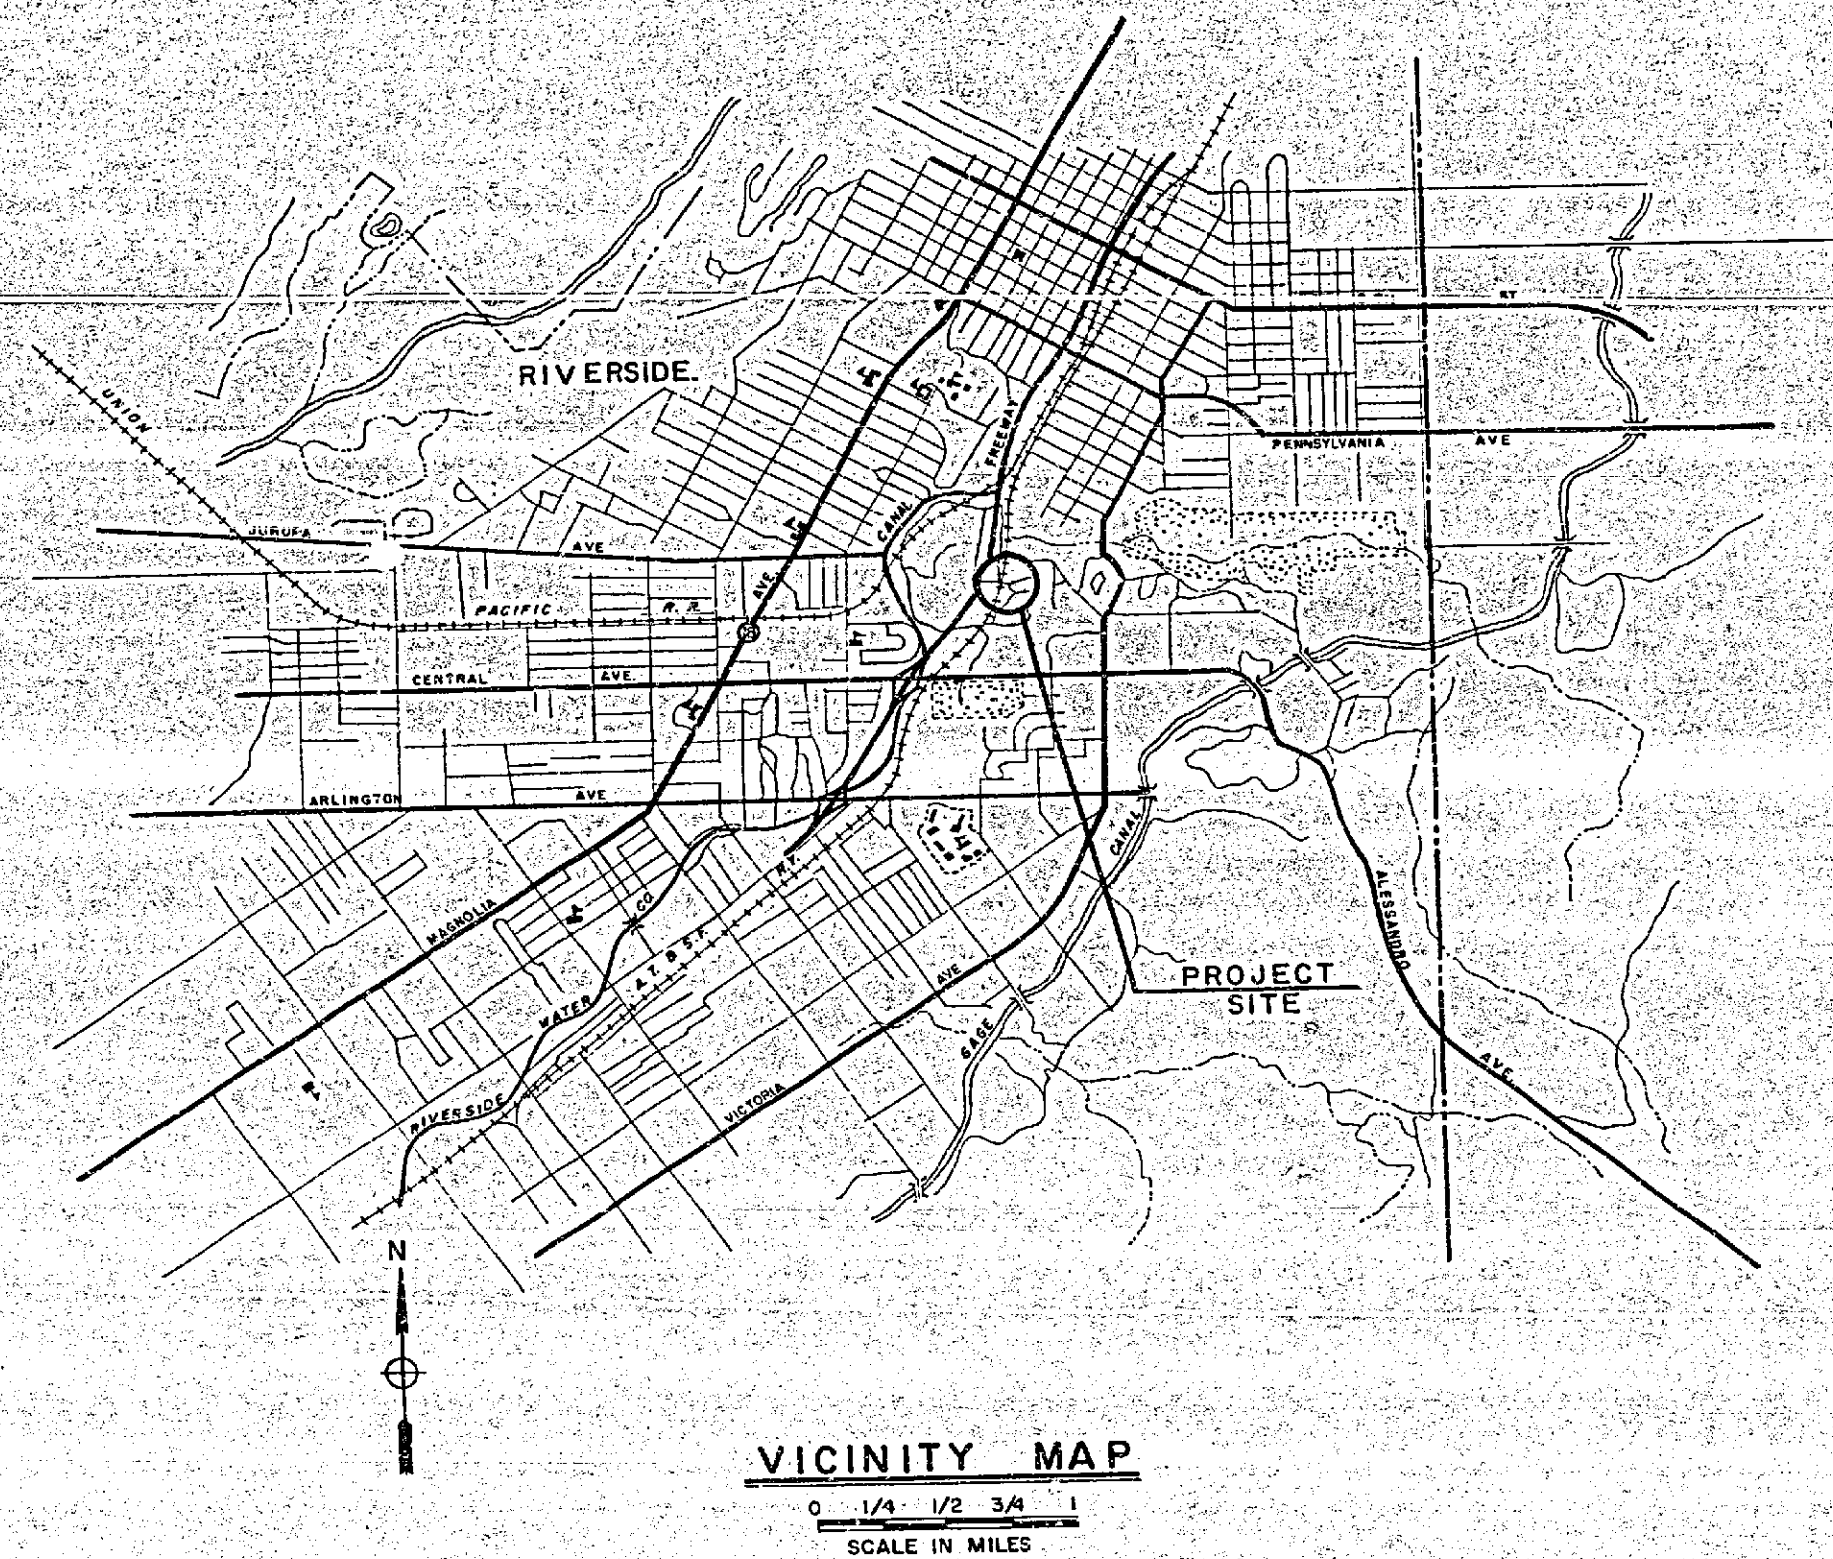 RIVERSIDE.
UNION
RT
FREEWAY
PENNSYLVANIA AVE
CANAL
JURUPA AVE
AVE.
PACIFIC R. R.
CENTRAL AVE.
ARLINGTON AVE
CANAL
ALESSANDRO AVE.
MAGNOLIA
RY.
CO.
A. T. & S. F.
AVE
PROJECT
SITE
WATER
GAGE
VICTORIA
RIVERSIDE
N
VICINITY MAP
0 1/4 1/2 3/4 1
SCALE IN MILES